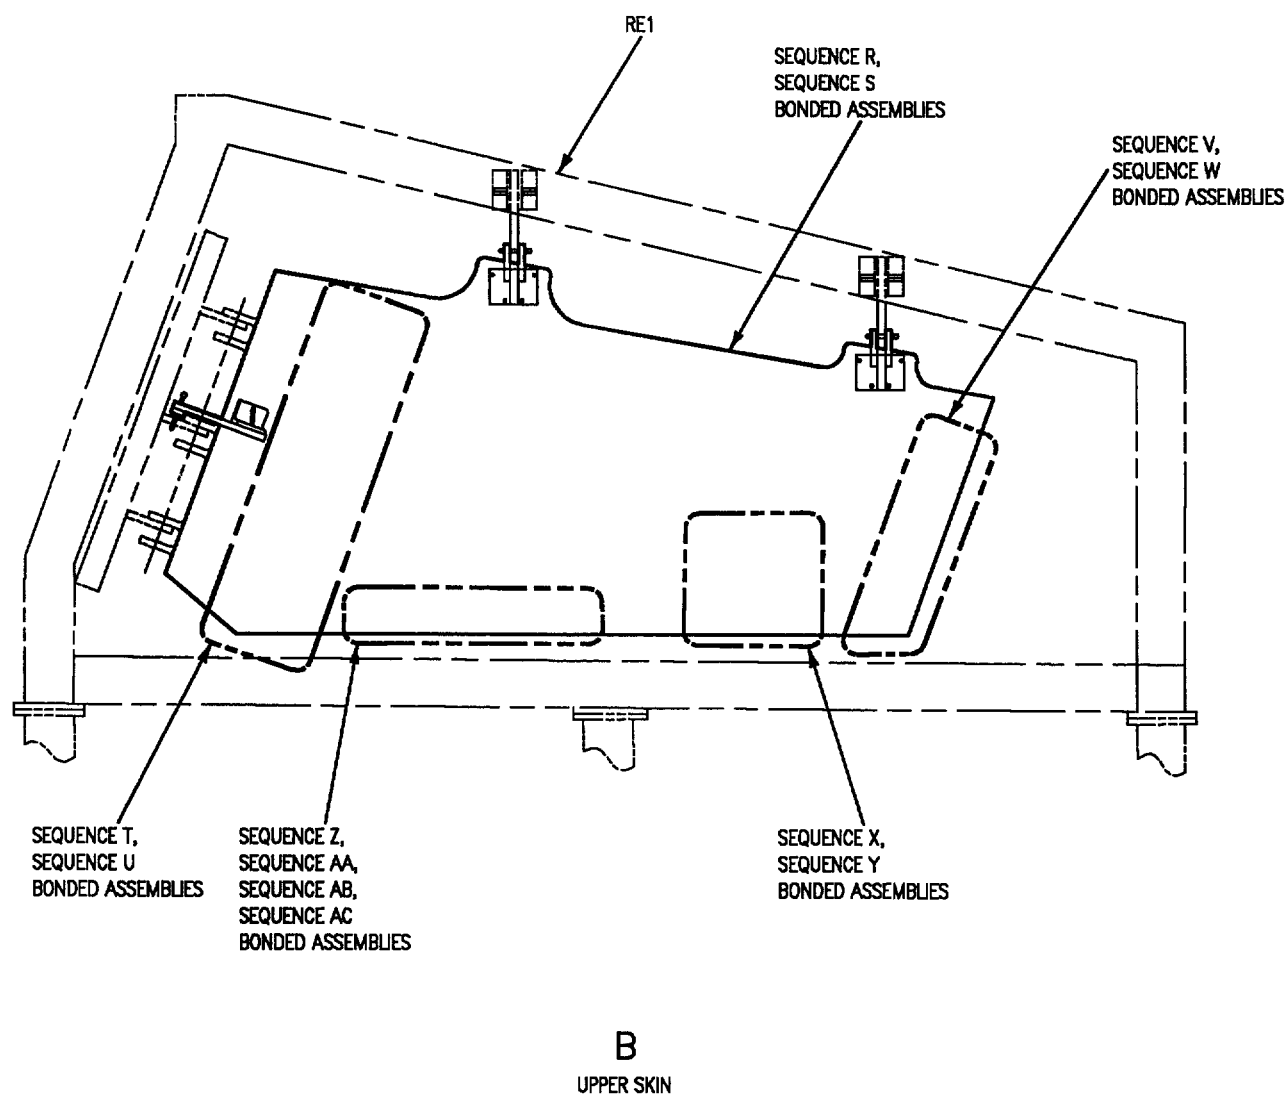 RE1
SEQUENCE R,
SEQUENCE S
BONDED ASSEMBLIES
SEQUENCE V,
SEQUENCE W
BONDED ASSEMBLIES
SEQUENCE T,
SEQUENCE U
BONDED ASSEMBLIES
SEQUENCE Z,
SEQUENCE AA,
SEQUENCE AB,
SEQUENCE AC
BONDED ASSEMBLIES
SEQUENCE X,
SEQUENCE Y
BONDED ASSEMBLIES
B
UPPER SKIN